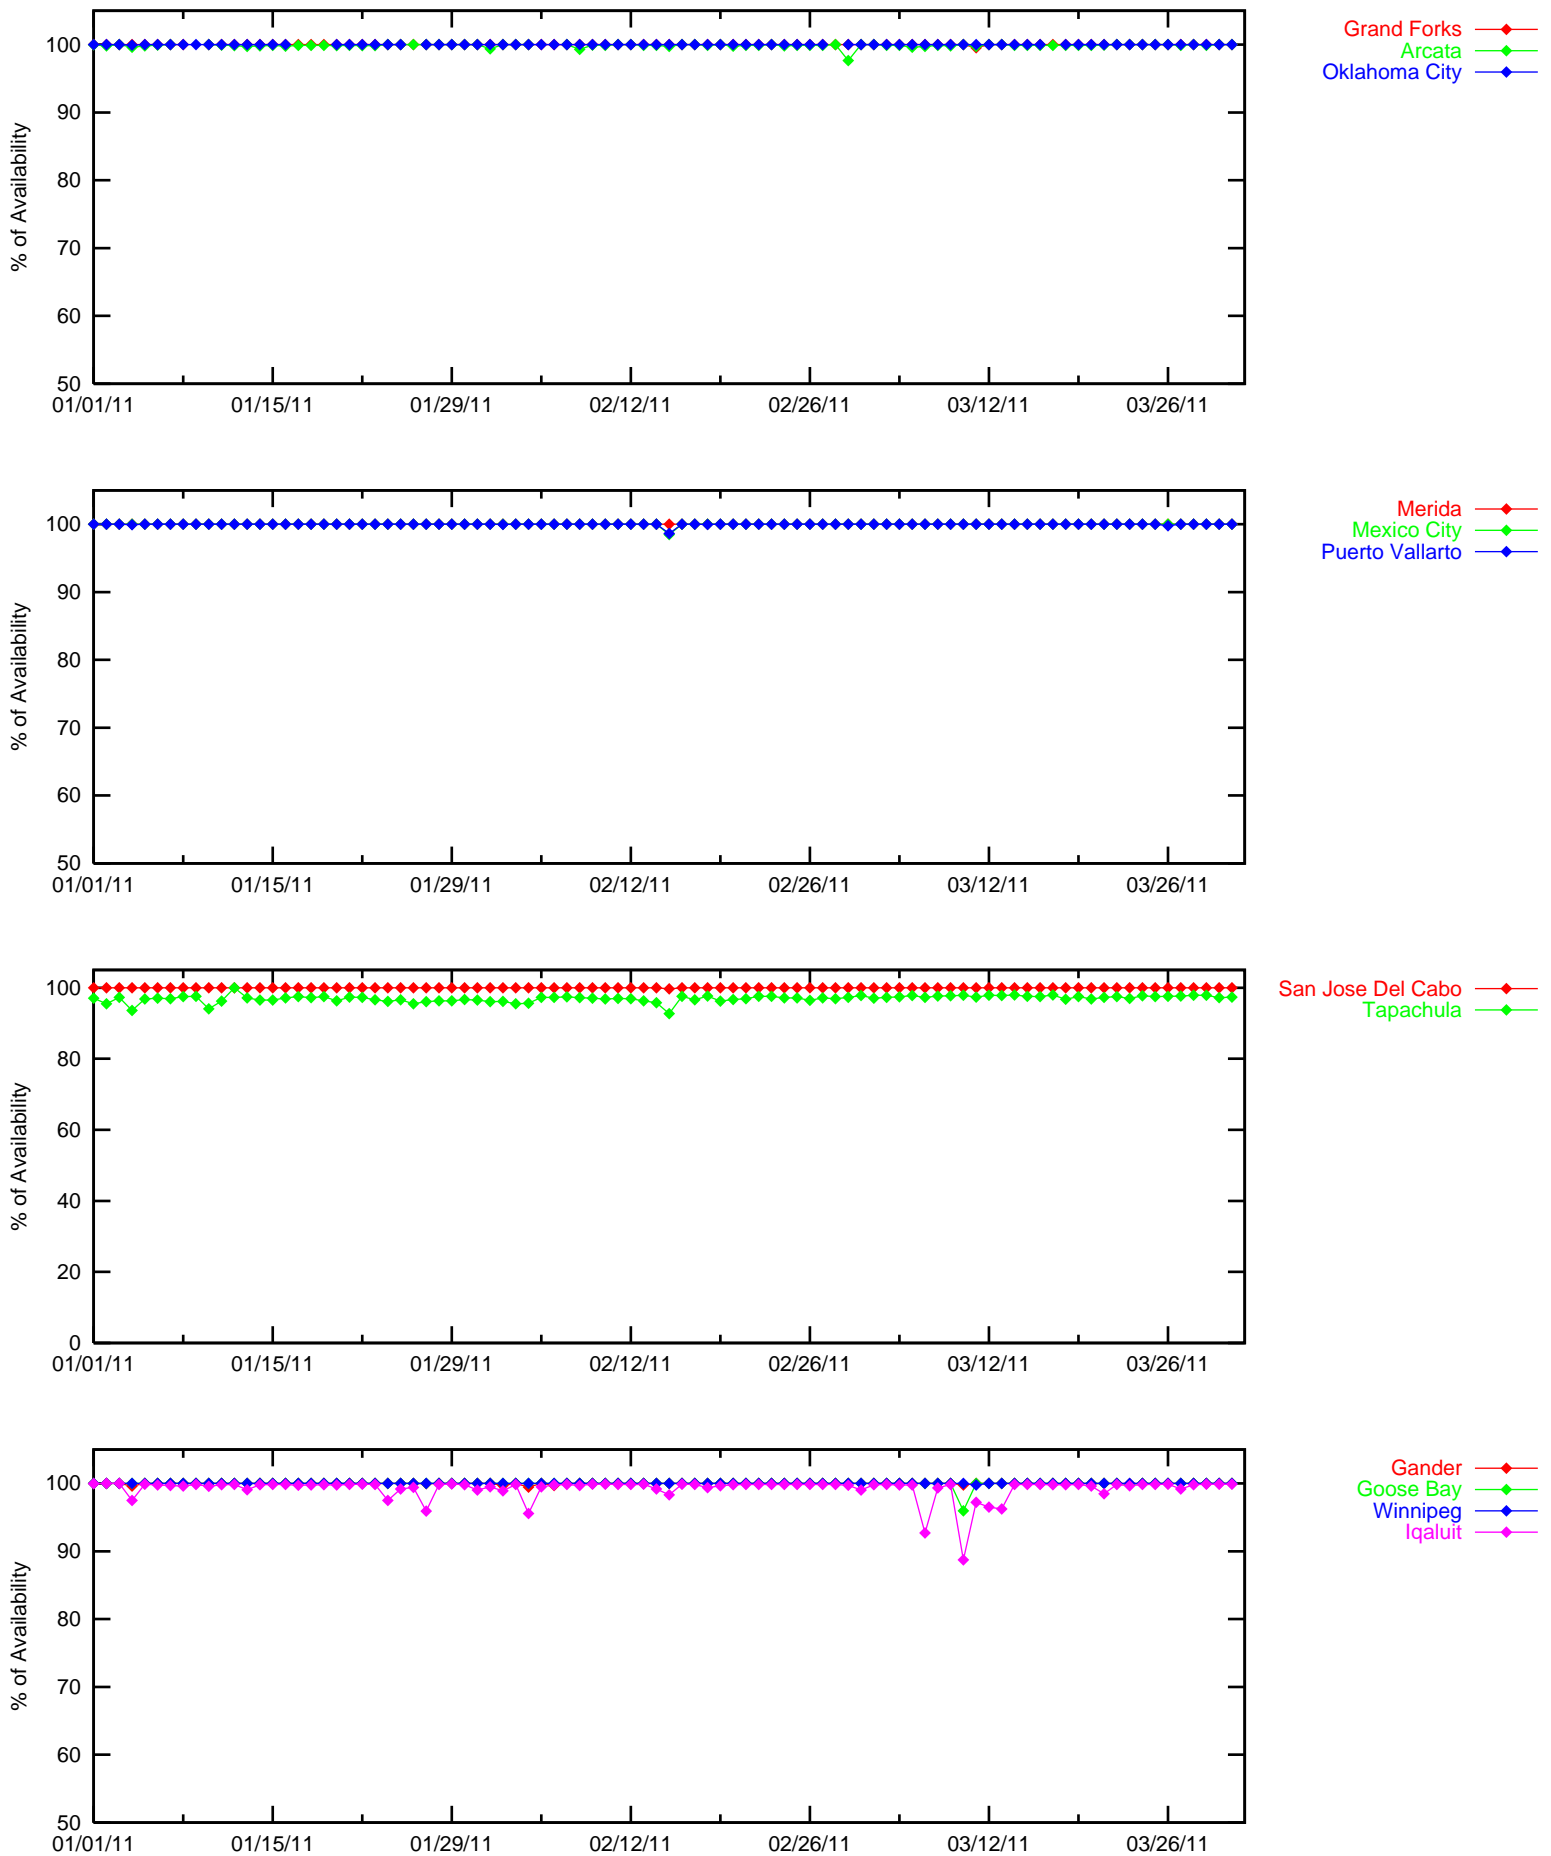 % of Availability
100
90
80
70
60
50
01/01/11 01/15/11 01/29/11 02/12/11 02/26/11 03/12/11 03/26/11
Grand Forks
Arcata
Oklahoma City
% of Availability
100
90
80
70
60
50
01/01/11 01/15/11 01/29/11 02/12/11 02/26/11 03/12/11 03/26/11
Merida
Mexico City
Puerto Vallarto
% of Availability
100
80
60
40
20
0
01/01/11 01/15/11 01/29/11 02/12/11 02/26/11 03/12/11 03/26/11
San Jose Del Cabo
Tapachula
% of Availability
100
90
80
70
60
50
01/01/11 01/15/11 01/29/11 02/12/11 02/26/11 03/12/11 03/26/11
Gander
Goose Bay
Winnipeg
Iqaluit